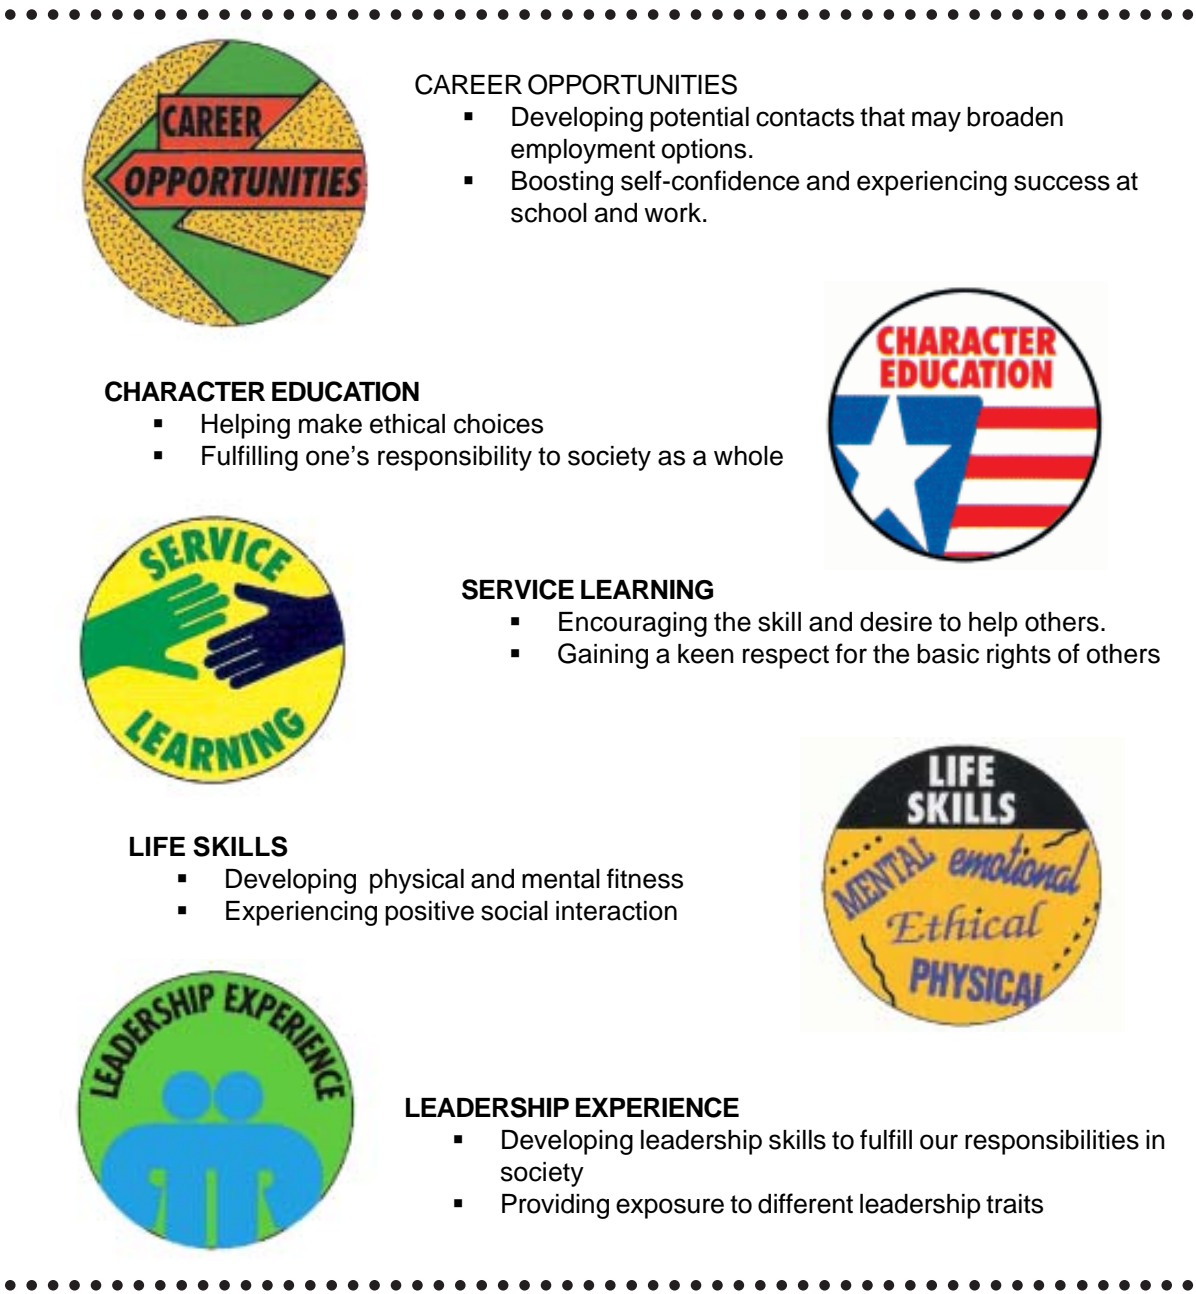 CAREER
OPPORTUNITIES
CAREER OPPORTUNITIES
▪ Developing potential contacts that may broaden
employment options.
▪ Boosting self-confidence and experiencing success at
school and work.
CHARACTER
EDUCATION
CHARACTER EDUCATION
▪ Helping make ethical choices
▪ Fulfilling one’s responsibility to society as a whole
SERVICE
LEARNING
SERVICE LEARNING
▪ Encouraging the skill and desire to help others.
▪ Gaining a keen respect for the basic rights of others
LIFE
SKILLS
MENTAL emotional
Ethical
PHYSICAL
LIFE SKILLS
▪ Developing physical and mental fitness
▪ Experiencing positive social interaction
LEADERSHIP EXPERIENCE
LEADERSHIP EXPERIENCE
▪ Developing leadership skills to fulfill our responsibilities in
society
▪ Providing exposure to different leadership traits